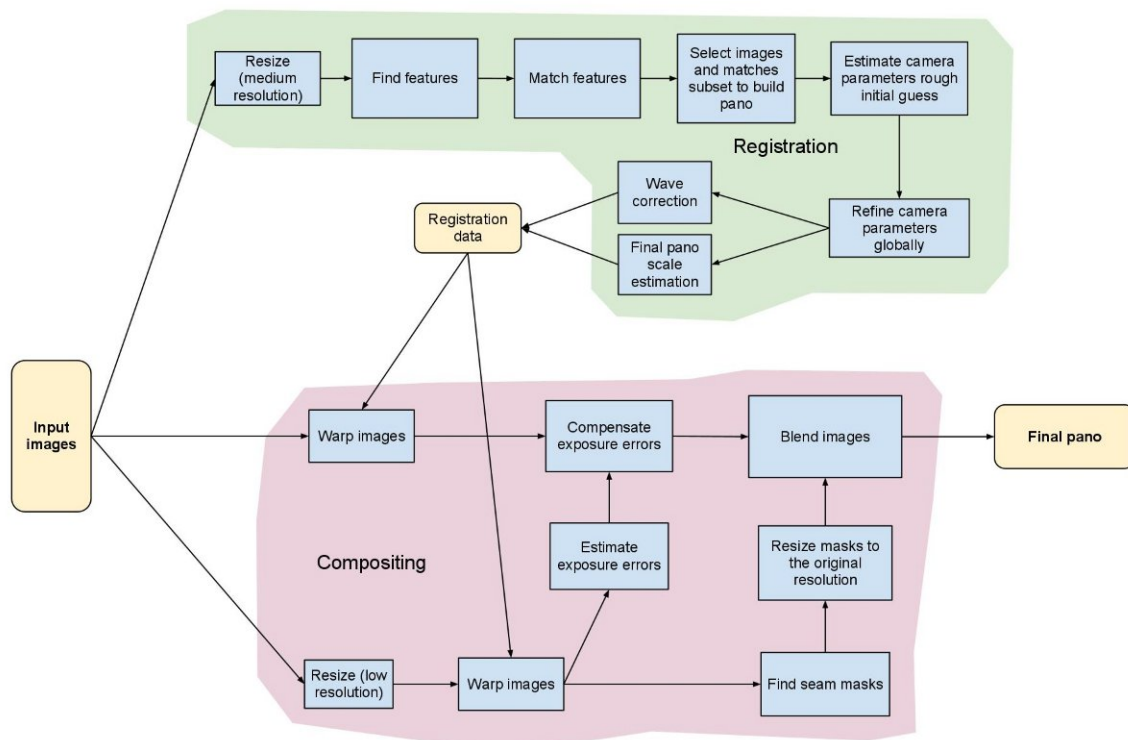 Resize
(medium
resolution)
Find features
Match features
Select images
and matches
subset to build
pano
Estimate camera
parameters rough
initial guess
Registration
Wave
correction
Refine camera
parameters
globally
Registration
data
Final pano
scale
estimation
Input
images
Warp images
Compensate
exposure errors
Blend images
Final pano
Compositing
Estimate
exposure errors
Resize masks to
the original
resolution
Resize (low
resolution)
Warp images
Find seam masks